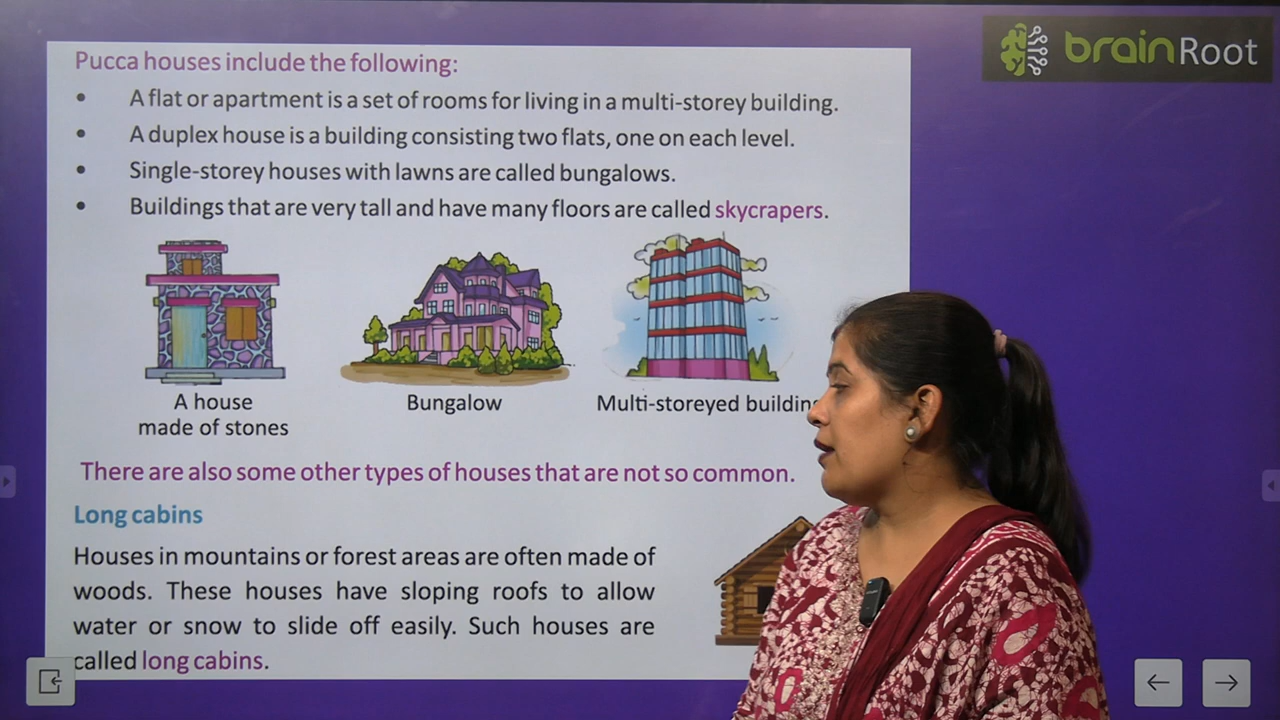 brainRoot
Pucca houses include the following:
• A flat or apartment is a set of rooms for living in a multi-storey building.
• A duplex house is a building consisting two flats, one on each level.
• Single-storey houses with lawns are called bungalows.
• Buildings that are very tall and have many floors are called skycrapers.
A house
made of stones
Bungalow
Multi-storeyed building
There are also some other types of houses that are not so common.
Long cabins
Houses in mountains or forest areas are often made of
woods. These houses have sloping roofs to allow
water or snow to slide off easily. Such houses are
called long cabins.